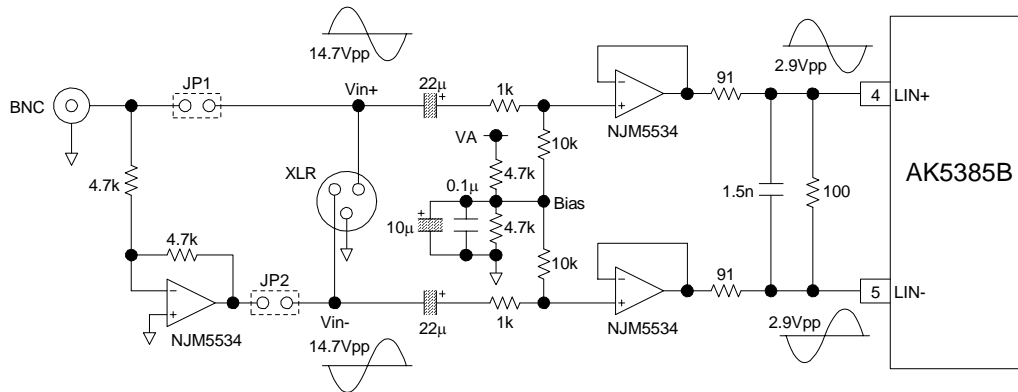 14.7Vpp
2.9Vpp
JP1
BNC
Vin+
22μ
1k
91
4
LIN+
NJM5534
VA
10k
4.7k
4.7k
XLR
0.1μ
Bias
10μ
4.7k
1.5n
100
AK5385B
4.7k
10k
JP2
91
5
LIN-
Vin-
22μ
1k
NJM5534
NJM5534
14.7Vpp
2.9Vpp